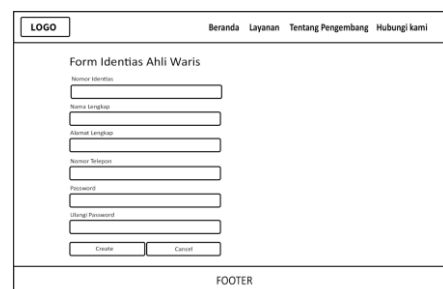 LOGO Beranda Layanan Tentang Pengembang Hubungi kami
Form Identias Ahli Waris
Nomor Identias
Nama Lengkap
Alamat Lengkap
Nomor Telepon
Password
Ulangi Password
Create Cancel
FOOTER